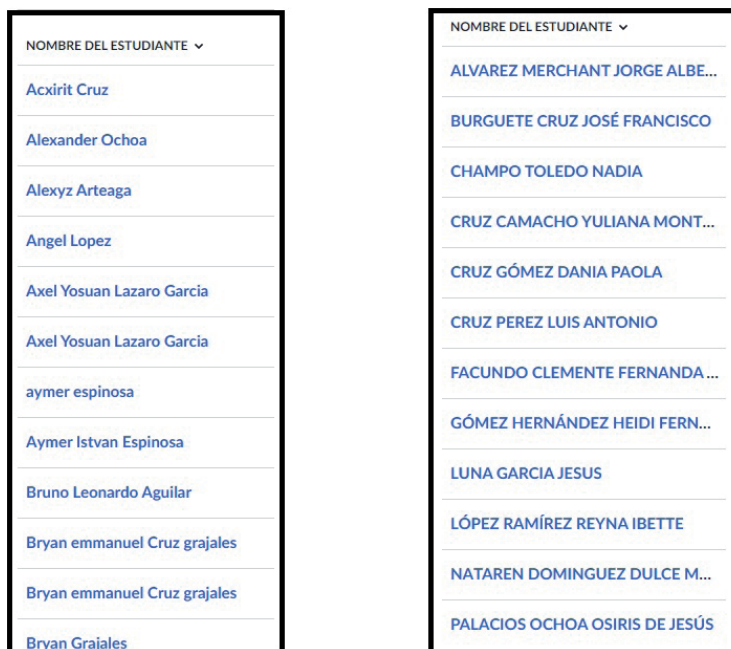 NOMBRE DEL ESTUDIANTE
Acxirit Cruz
Alexander Ochoa
Alexyz Arteaga
Angel Lopez
Axel Yosuan Lazaro Garcia
Axel Yosuan Lazaro Garcia
aymer espinosa
Aymer Istvan Espinosa
Bruno Leonardo Aguilar
Bryan emmanuel Cruz grajales
Bryan emmanuel Cruz grajales
Bryan Grajales
NOMBRE DEL ESTUDIANTE
ALVAREZ MERCHANT JORGE ALBE...
BURGUETE CRUZ JOSÉ FRANCISCO
CHAMPO TOLEDO NADIA
CRUZ CAMACHO YULIANA MONT...
CRUZ GÓMEZ DANIA PAOLA
CRUZ PEREZ LUIS ANTONIO
FACUNDO CLEMENTE FERNANDA ...
GÓMEZ HERNÁNDEZ HEIDI FERN...
LUNA GARCIA JESUS
LÓPEZ RAMÍREZ REYNA IBETTE
NATAREN DOMINGUEZ DULCE M...
PALACIOS OCHOA OSIRIS DE JESÚS